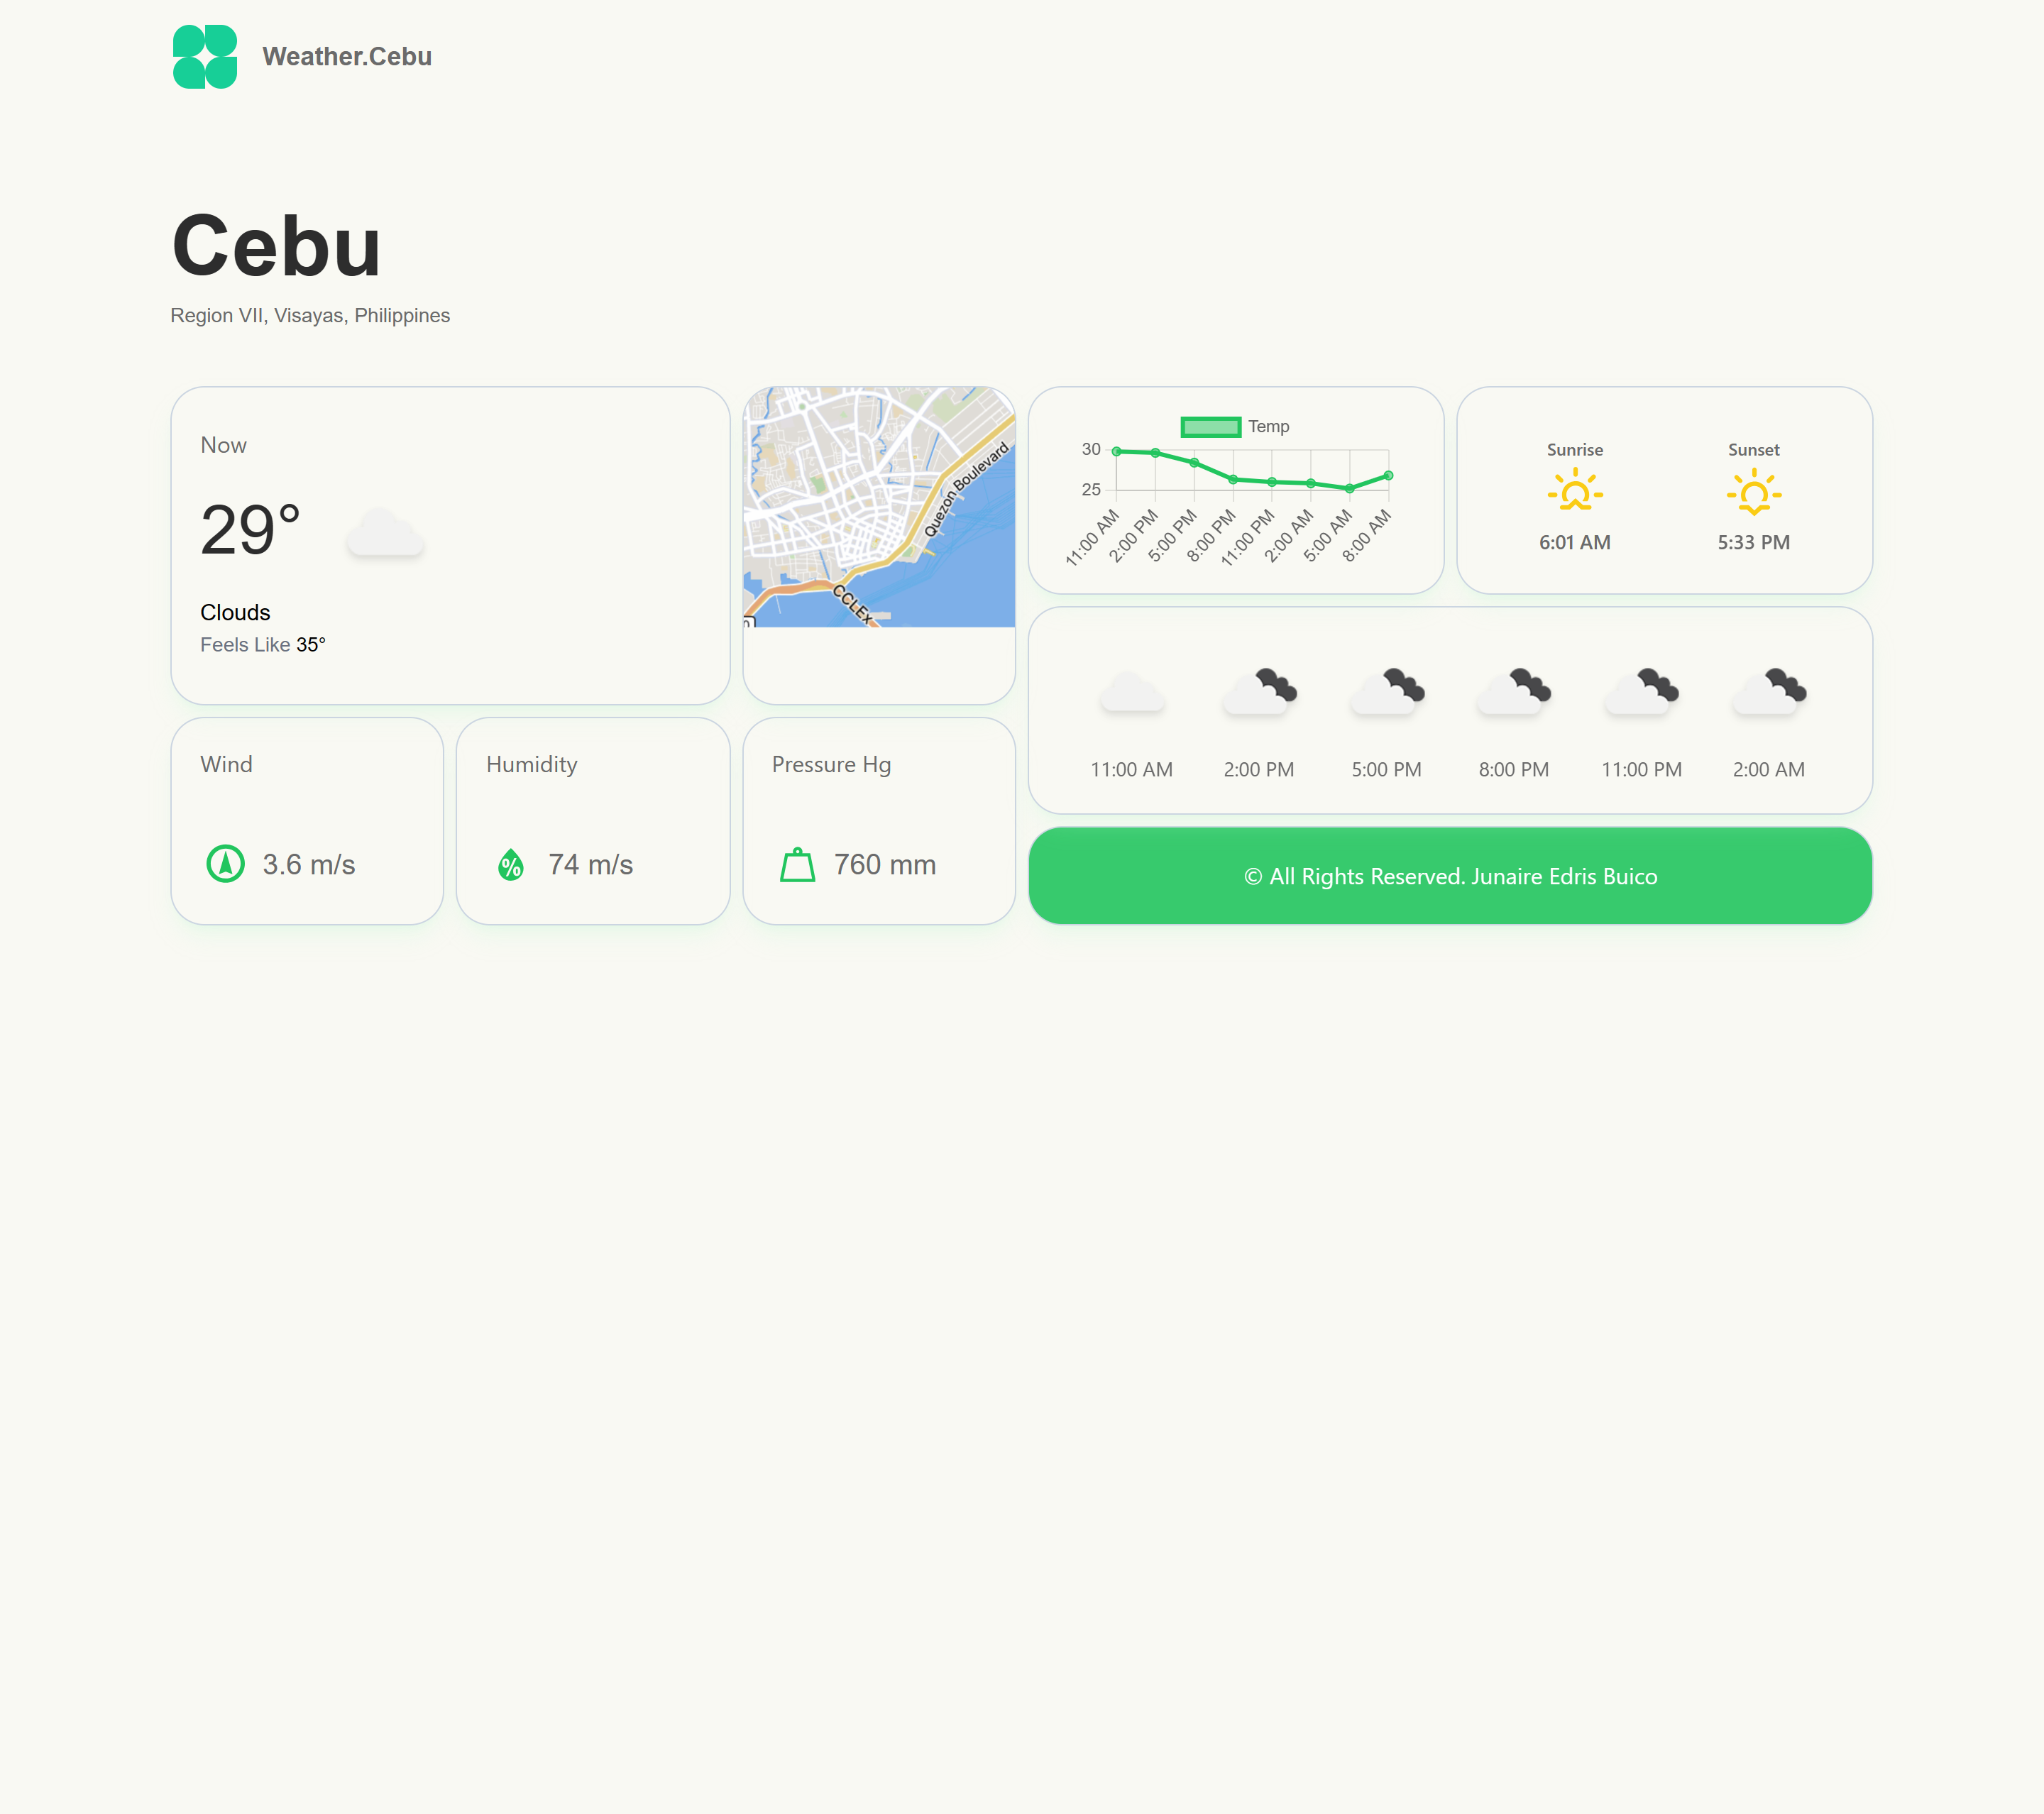 Weather.Cebu
Cebu
Region VII, Visayas, Philippines
Now
29°
Clouds
Feels Like 35°
Quezon Boulevard
CCLEx
Temp
30
25
11:00 AM
2:00 PM
5:00 PM
8:00 PM
11:00 PM
2:00 AM
5:00 AM
8:00 AM
Sunrise
6:01 AM
Sunset
5:33 PM
11:00 AM
2:00 PM
5:00 PM
8:00 PM
11:00 PM
2:00 AM
Wind
3.6 m/s
Humidity
%
74 m/s
Pressure Hg
760 mm
© All Rights Reserved. Junaire Edris Buico